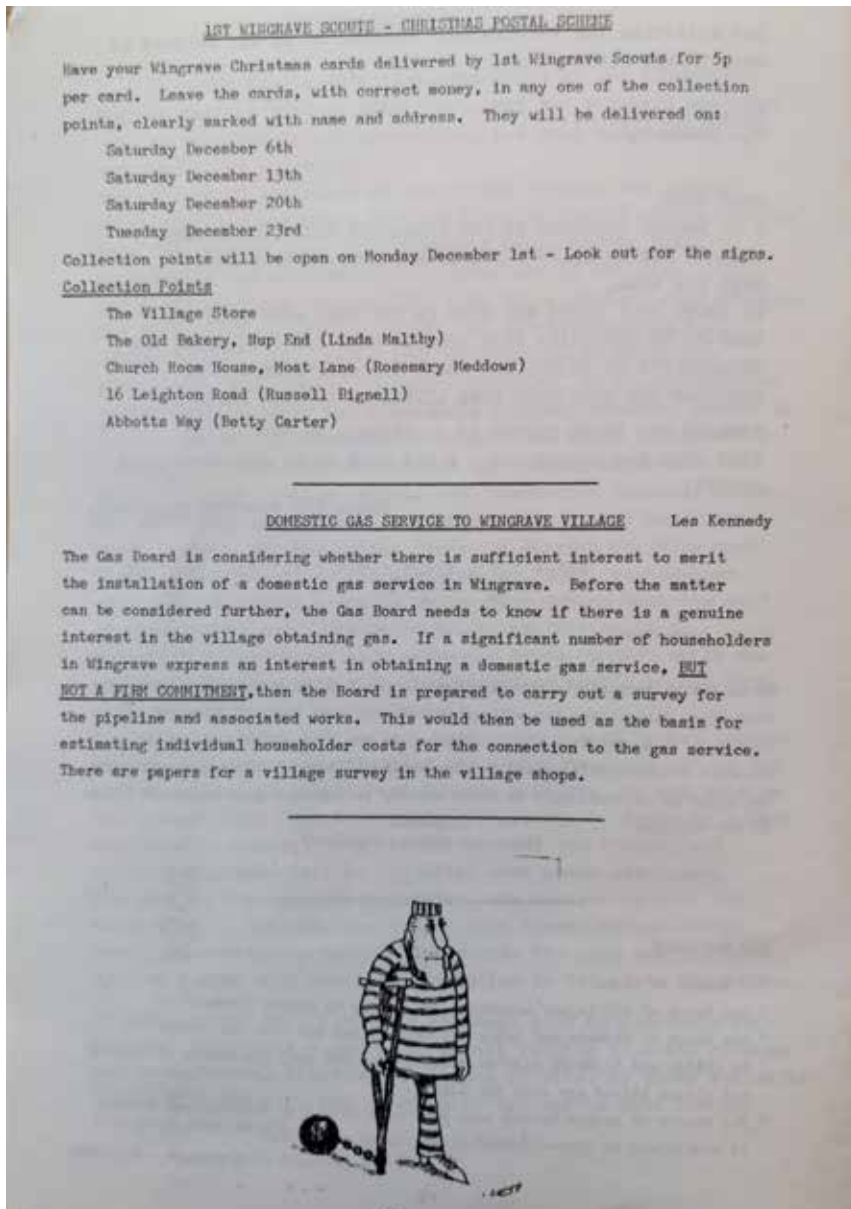 1ST WINGRAVE SCOUTS - CHRISTMAS POSTAL SCHEME
Have your Wingrave Christmas cards delivered by 1st Wingrave Scouts for 5p
per card. Leave the cards, with correct money, in any one of the collection
points, clearly marked with name and address. They will be delivered on:
Saturday December 6th
Saturday December 13th
Saturday December 20th
Tuesday December 23rd
Collection points will be open on Monday December 1st - Look out for the signs.
Collection Points
The Village Store
The Old Bakery, Nup End (Linda Maltby)
Church Room House, Moat Lane (Rosemary Meddows)
16 Leighton Road (Russell Bignell)
Abbotts Way (Betty Carter)
DOMESTIC GAS SERVICE TO WINGRAVE VILLAGE Les Kennedy
The Gas Board is considering whether there is sufficient interest to merit
the installation of a domestic gas service in Wingrave. Before the matter
can be considered further, the Gas Board needs to know if there is a genuine
interest in the village obtaining gas. If a significant number of householders
in Wingrave express an interest in obtaining a domestic gas service, BUT
NOT A FIRM COMMITMENT, then the Board is prepared to carry out a survey for
the pipeline and associated works. This would then be used as the basis for
estimating individual householder costs for the connection to the gas service.
There are papers for a village survey in the village shops.